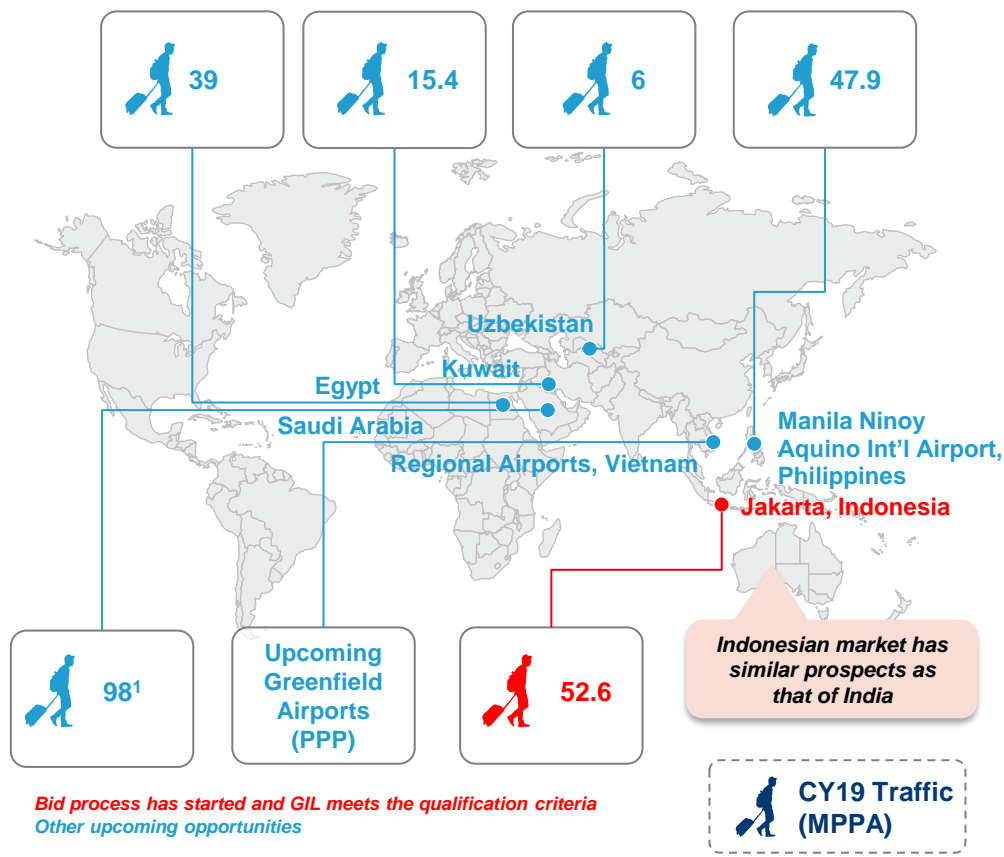 39
15.4
6
47.9
Uzbekistan
Kuwait
Egypt
Saudi Arabia
Regional Airports, Vietnam
Manila Ninoy
Aquino Int'l Airport,
Philippines
Jakarta, Indonesia
98¹
Upcoming
Greenfield
Airports
(PPP)
52.6
Indonesian market has
similar prospects as
that of India
Bid process has started and GIL meets the qualification criteria
Other upcoming opportunities
CY19 Traffic
(MPPA)